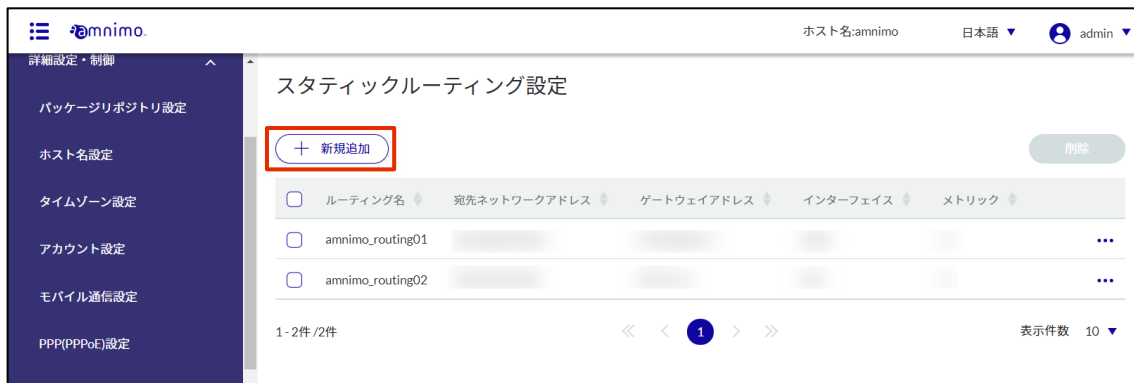 amnimo.
ホスト名:amnimo 日本語 ▼ admin ▼
詳細設定・制御
パッケージリポジトリ設定
ホスト名設定
タイムゾーン設定
アカウント設定
モバイル通信設定
PPP(PPPoE)設定
スタティックルーティング設定
＋ 新規追加
削除
ルーティング名 宛先ネットワークアドレス ゲートウェイアドレス インターフェイス メトリック
amnimo_routing01
amnimo_routing02
1 - 2件 /2件 1 表示件数 10 ▼